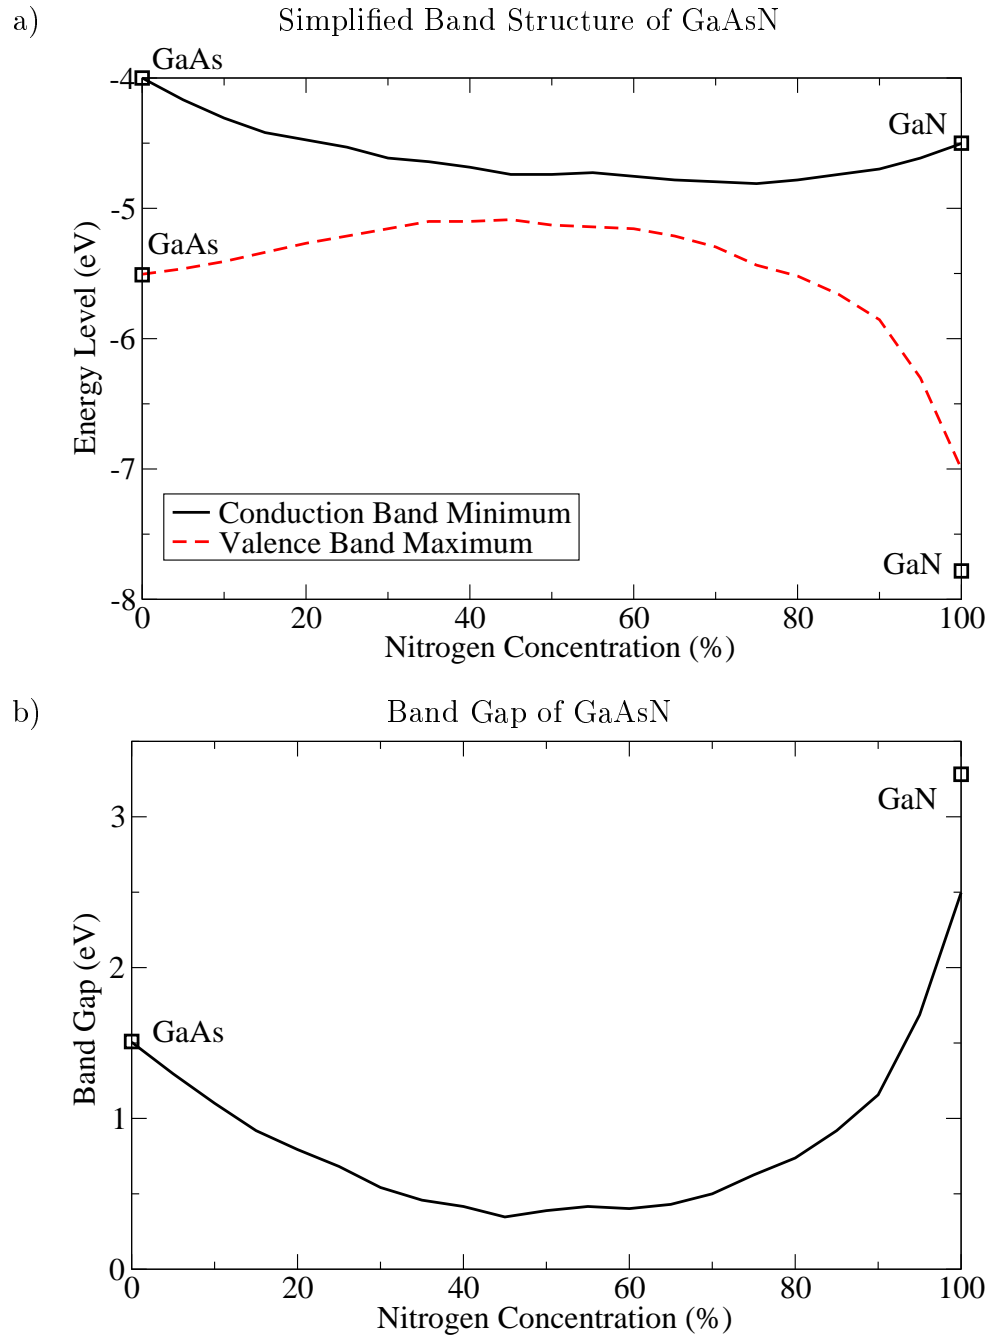 a) Simplified Band Structure of GaAsN
GaAs
-4
GaN
-5
GaAs
Energy Level (eV)
-6
-7
Conduction Band Minimum
Valence Band Maximum
GaN
-8
0 20 40 60 80 100
Nitrogen Concentration (%)
b) Band Gap of GaAsN
GaN
3
Band Gap (eV)
2
GaAs
1
0
0 20 40 60 80 100
Nitrogen Concentration (%)